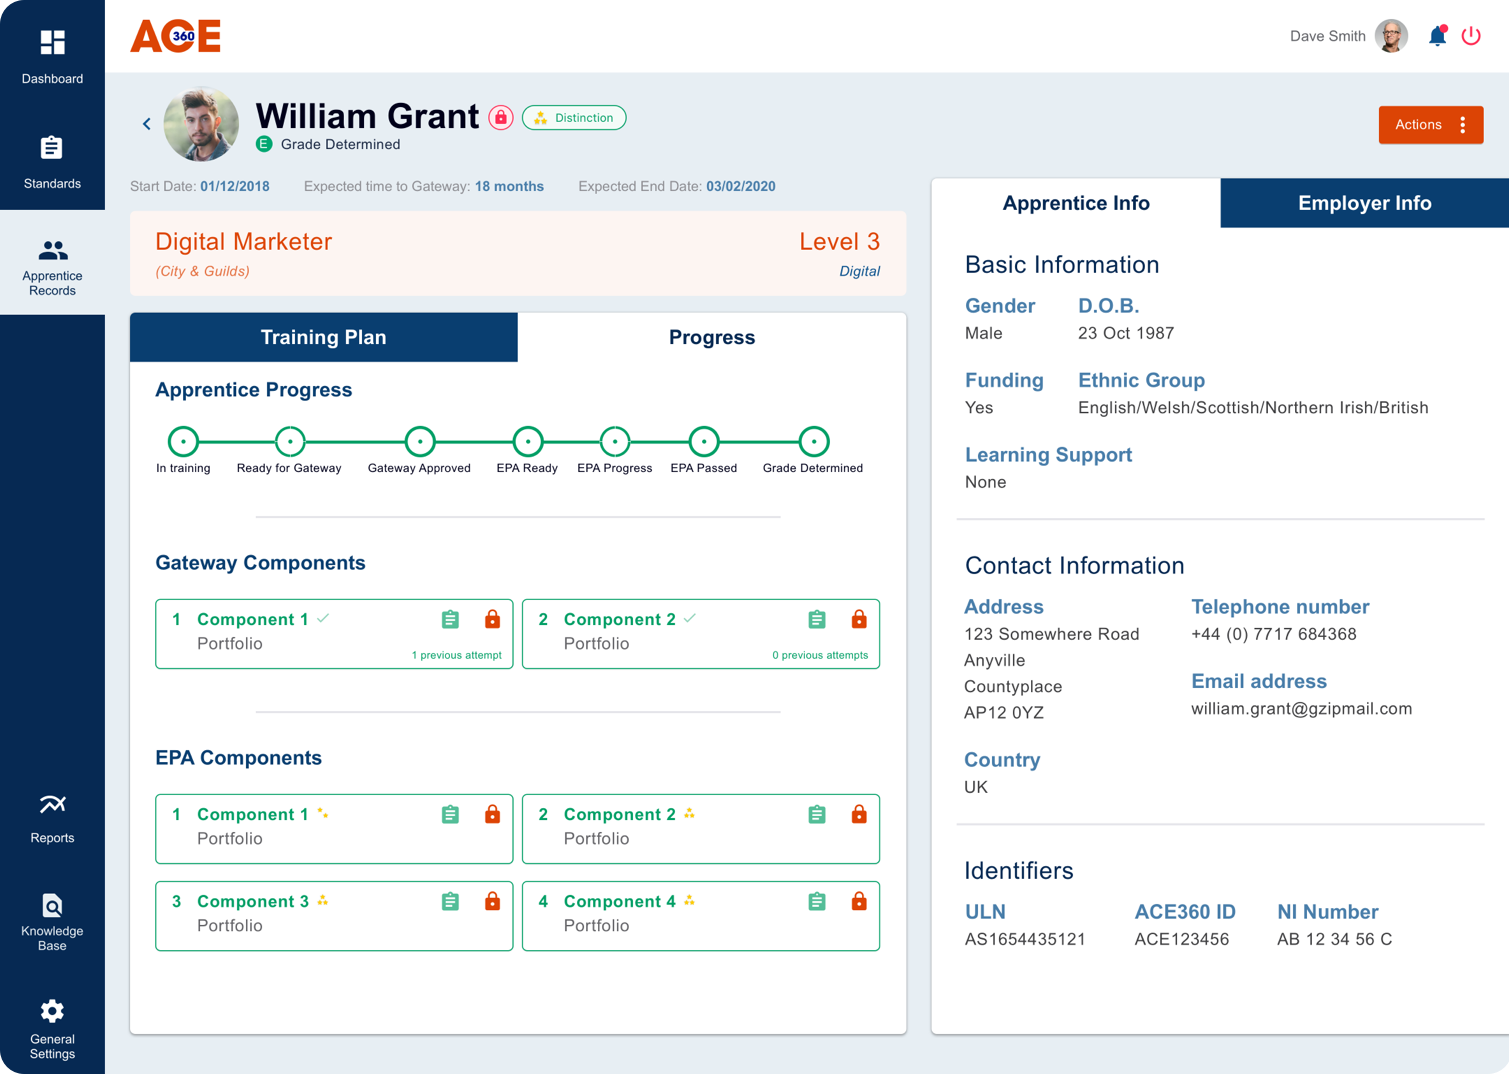 Dashboard
Standards
Apprentice
Records
Reports
Knowledge
Base
General
Settings
ACE
360
Dave Smith
William Grant
Distinction
E Grade Determined
Actions
Start Date: 01/12/2018 Expected time to Gateway: 18 months Expected End Date: 03/02/2020
Digital Marketer Level 3
(City & Guilds) Digital
Training Plan Progress
Apprentice Progress
In training Ready for Gateway Gateway Approved EPA Ready EPA Progress EPA Passed Grade Determined
Gateway Components
1 Component 1
Portfolio
1 previous attempt
2 Component 2
Portfolio
0 previous attempts
EPA Components
1 Component 1
Portfolio
2 Component 2
Portfolio
3 Component 3
Portfolio
4 Component 4
Portfolio
Apprentice Info Employer Info
Basic Information
Gender D.O.B.
Male 23 Oct 1987
Funding Ethnic Group
Yes English/Welsh/Scottish/Northern Irish/British
Learning Support
None
Contact Information
Address
123 Somewhere Road
Anyville
Countyplace
AP12 0YZ
Telephone number
+44 (0) 7717 684368
Email address
william.grant@gzipmail.com
Country
UK
Identifiers
ULN ACE360 ID NI Number
AS1654435121 ACE123456 AB 12 34 56 C